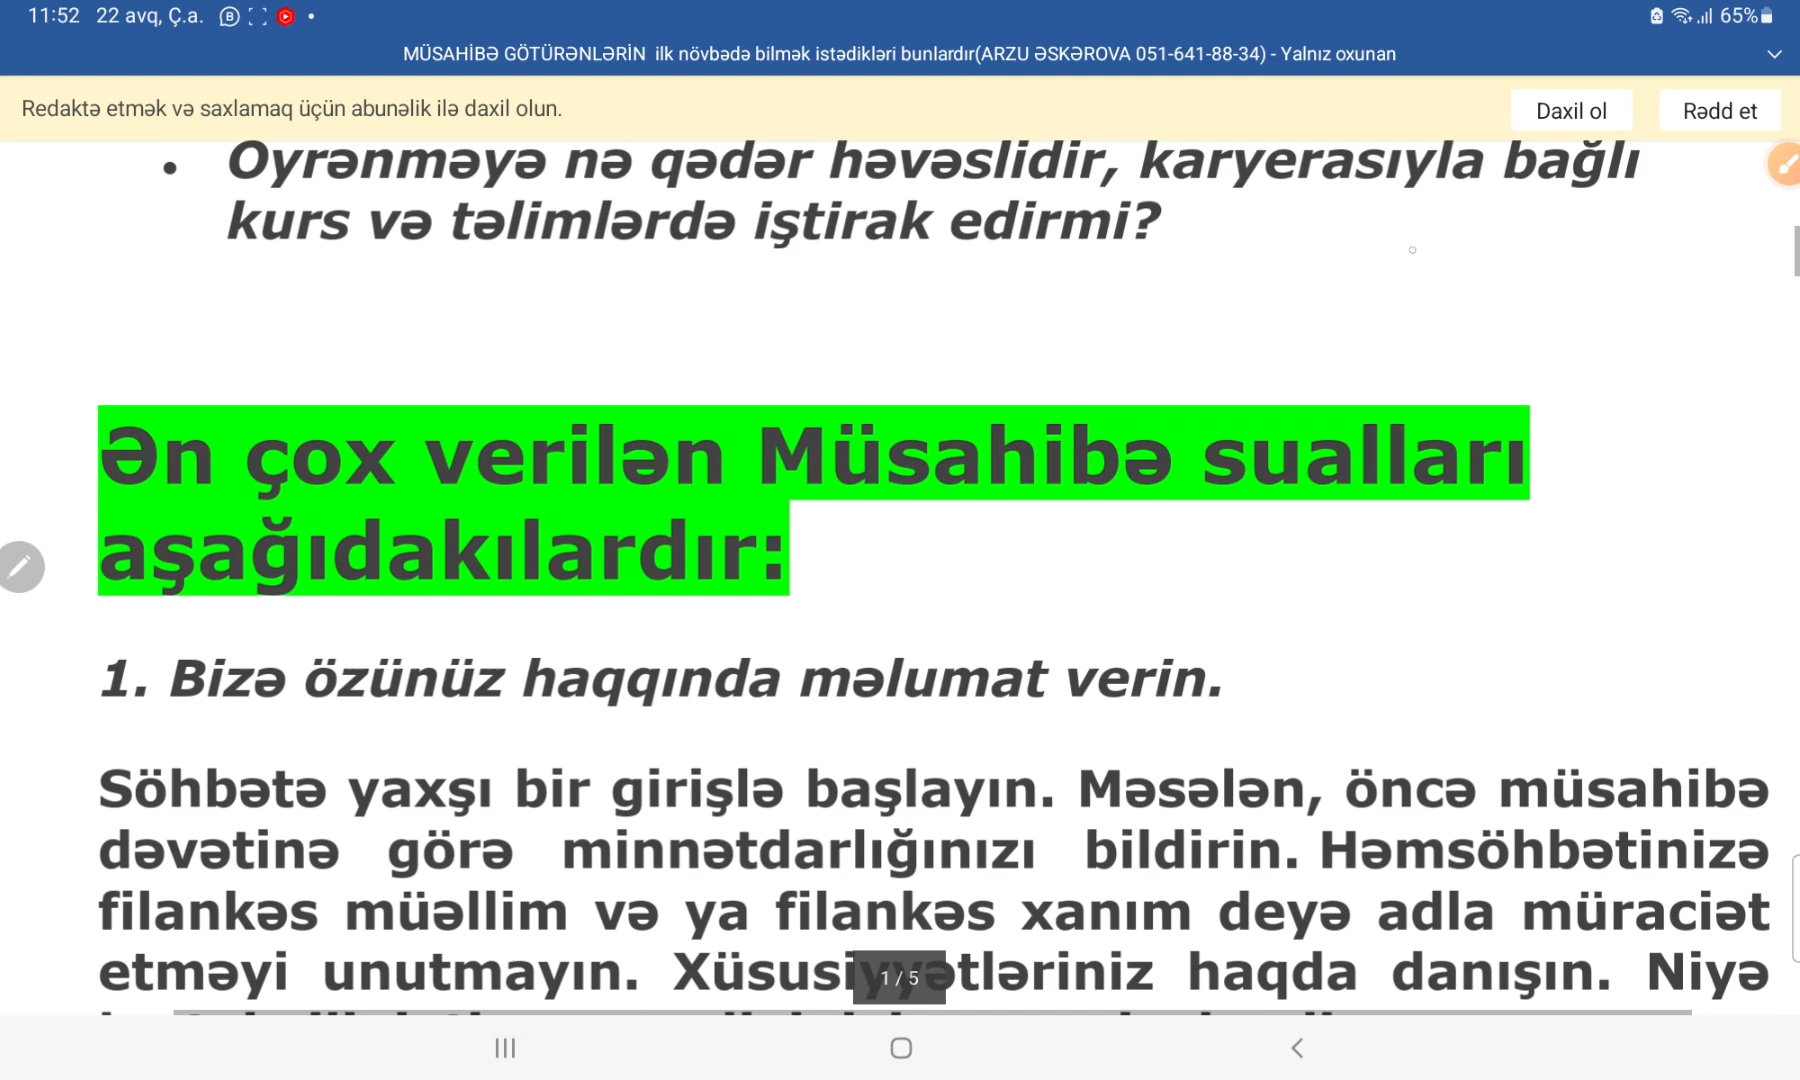 11:52 22 avq, Ç.a.
65%
MÜSAHİBƏ GÖTÜRƏNLƏRİN ilk növbədə bilmək istədikləri bunlardır(ARZU ƏSKƏROVA 051-641-88-34) - Yalnız oxunan
Redaktə etmək və saxlamaq üçün abunəlik ilə daxil olun.
Daxil ol
Rədd et
• Öyrənməyə nə qədər həvəslidir, karyerasıyla bağlı
kurs və təlimlərdə iştirak edirmi?
Ən çox verilən Müsahibə sualları
aşağıdakılardır:
1. Bizə özünüz haqqında məlumat verin.
Söhbətə yaxşı bir girişlə başlayın. Məsələn, öncə müsahibə
dəvətinə görə minnətdarlığınızı bildirin. Həmsöhbətinizə
filankəs müəllim və ya filankəs xanım deyə adla müraciət
etməyi unutmayın. Xüsusiyyətləriniz haqda danışın. Niyə
1 / 5